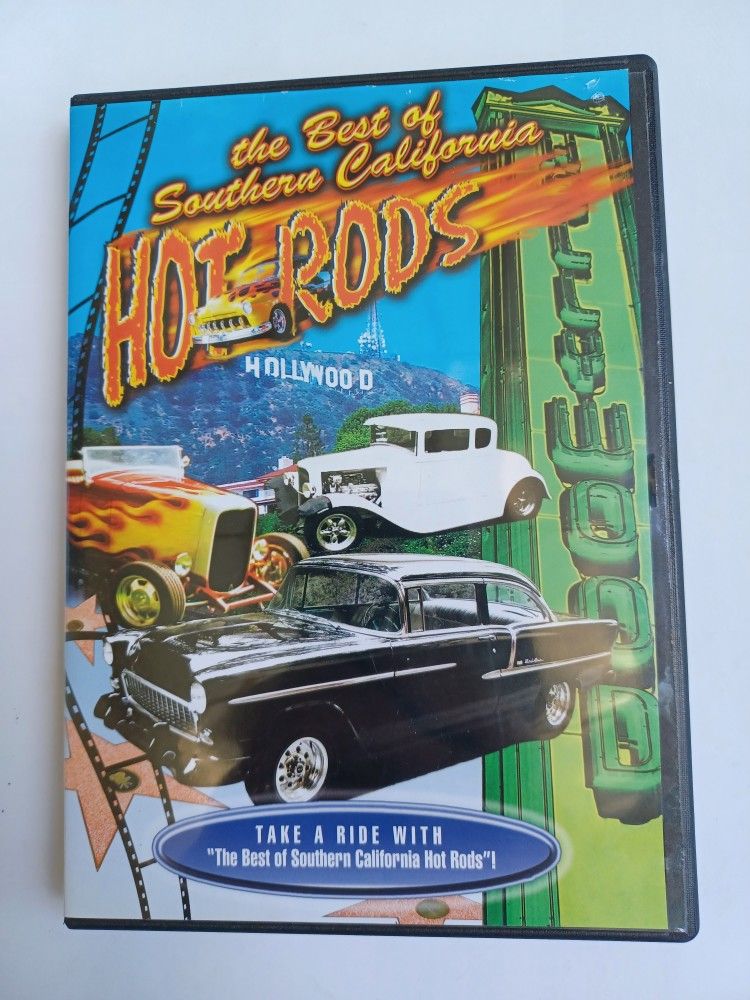 the Best of
Southern California
HOT RODS
HOLLYWOOD
TAKE A RIDE WITH
"The Best of Southern California Hot Rods"!